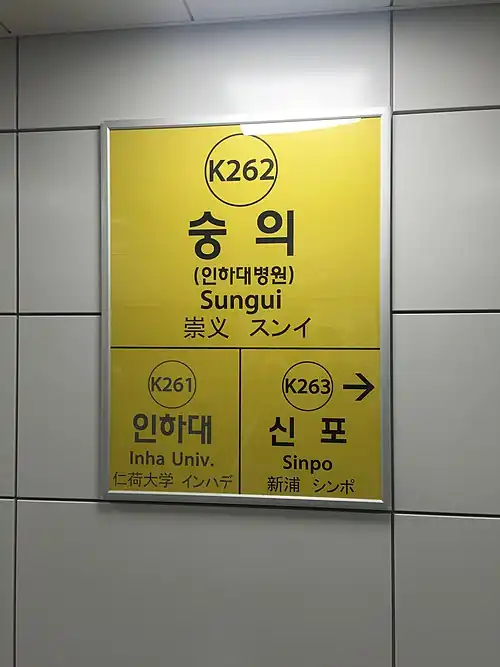 K262
숭의
(인하대병원)
Sungui
崇义 スンイ
K261
인하대
Inha Univ.
仁荷大学 インハデ
K263 →
신포
Sinpo
新浦 シンポ